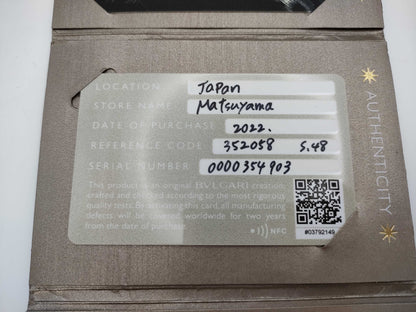 LOCATION Japan
STORE NAME Matsuyama
DATE OF PURCHASE 2022.
REFERENCE CODE 352058 5.48
SERIAL NUMBER 0000354903
This product is an original BVLGARI creation,
crafted and checked according to the most rigorous
quality tests. By activating this card, all manufacturing
defects will be covered worldwide for two years
from the date of purchase.
NFC
#03792149
AUTHENTICITY